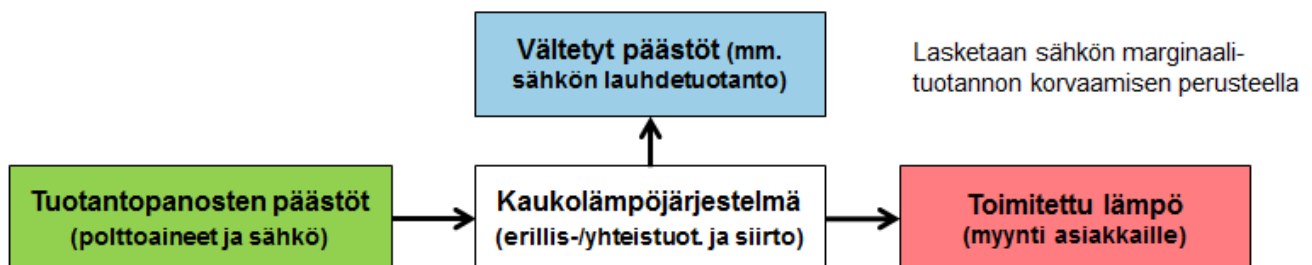 Vältetyt päästöt (mm.
sähkön lauhdetuotanto)
Lasketaan sähkön marginaali-
tuotannon korvaamisen perusteella
Tuotantopanosten päästöt
(polttoaineet ja sähkö)
Kaukolämpöjärjestelmä
(erillis-/yhteistuot. ja siirto)
Toimitettu lämpö
(myynti asiakkaille)